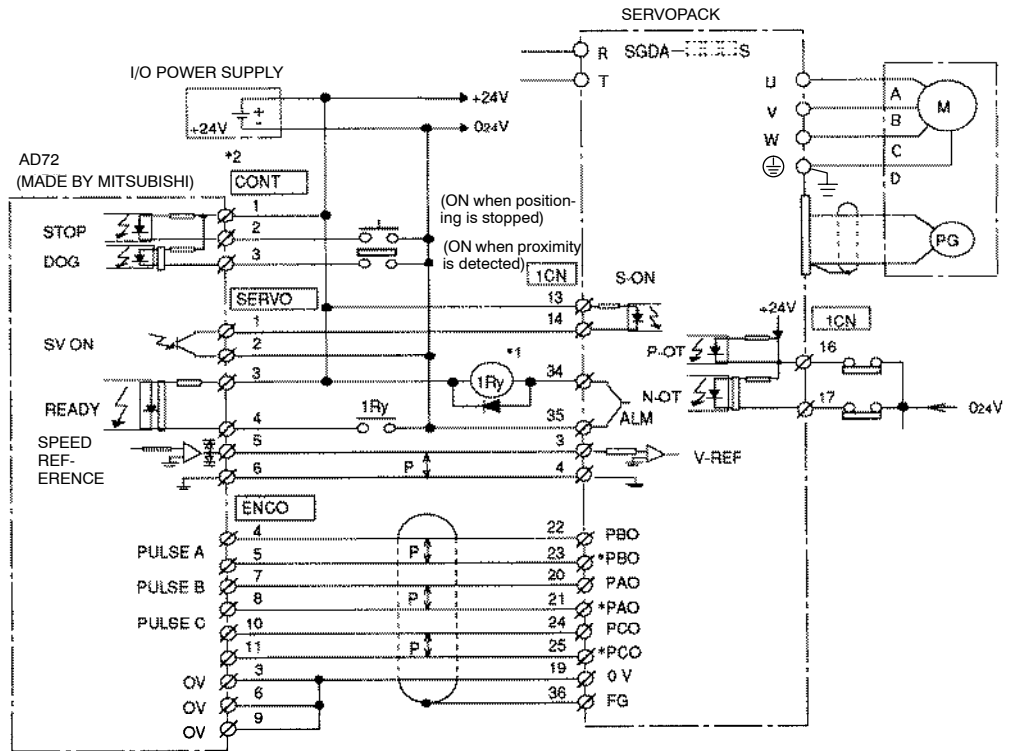 SERVOPACK
R SGDA- S
T
I/O POWER SUPPLY
+24V
+
-
+24V
024V
U
V
W
A
B
C
D
M
PG
AD72
(MADE BY MITSUBISHI)
*2
CONT
1
2
3
STOP
DOG
(ON when position-
ing is stopped)
(ON when proximity
is detected)
1CN
S-ON
13
14
SERVO
1
2
SV ON
+24V
1CN
P-OT
16
N-OT
17
024V
*1
1Ry
3
34
READY
1Ry
4
35
ALM
SPEED
REF-
ERENCE
5
3
P
V-REF
6
4
ENCO
4
22
PBO
PULSE A
P
5
23
*PBO
7
20
PAO
PULSE B
P
8
21
*PAO
PULSE C
10
24
PCO
P
11
25
*PCO
0V
3
19
0 V
0V
6
36
FG
0V
9